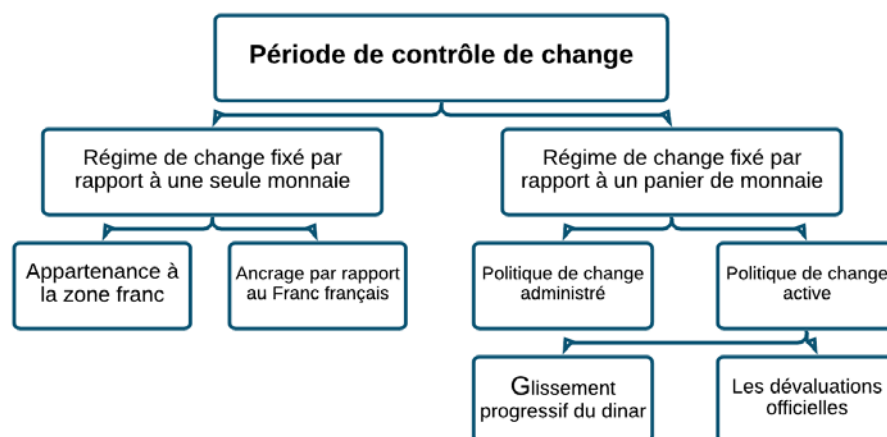 Période de contrôle de change
Régime de change fixé par
rapport à une seule monnaie
Régime de change fixé par
rapport à un panier de monnaie
Appartenance à
la zone franc
Ancrage par rapport
au Franc français
Politique de change
administré
Politique de change
active
Glissement
progressif du dinar
Les dévaluations
officielles